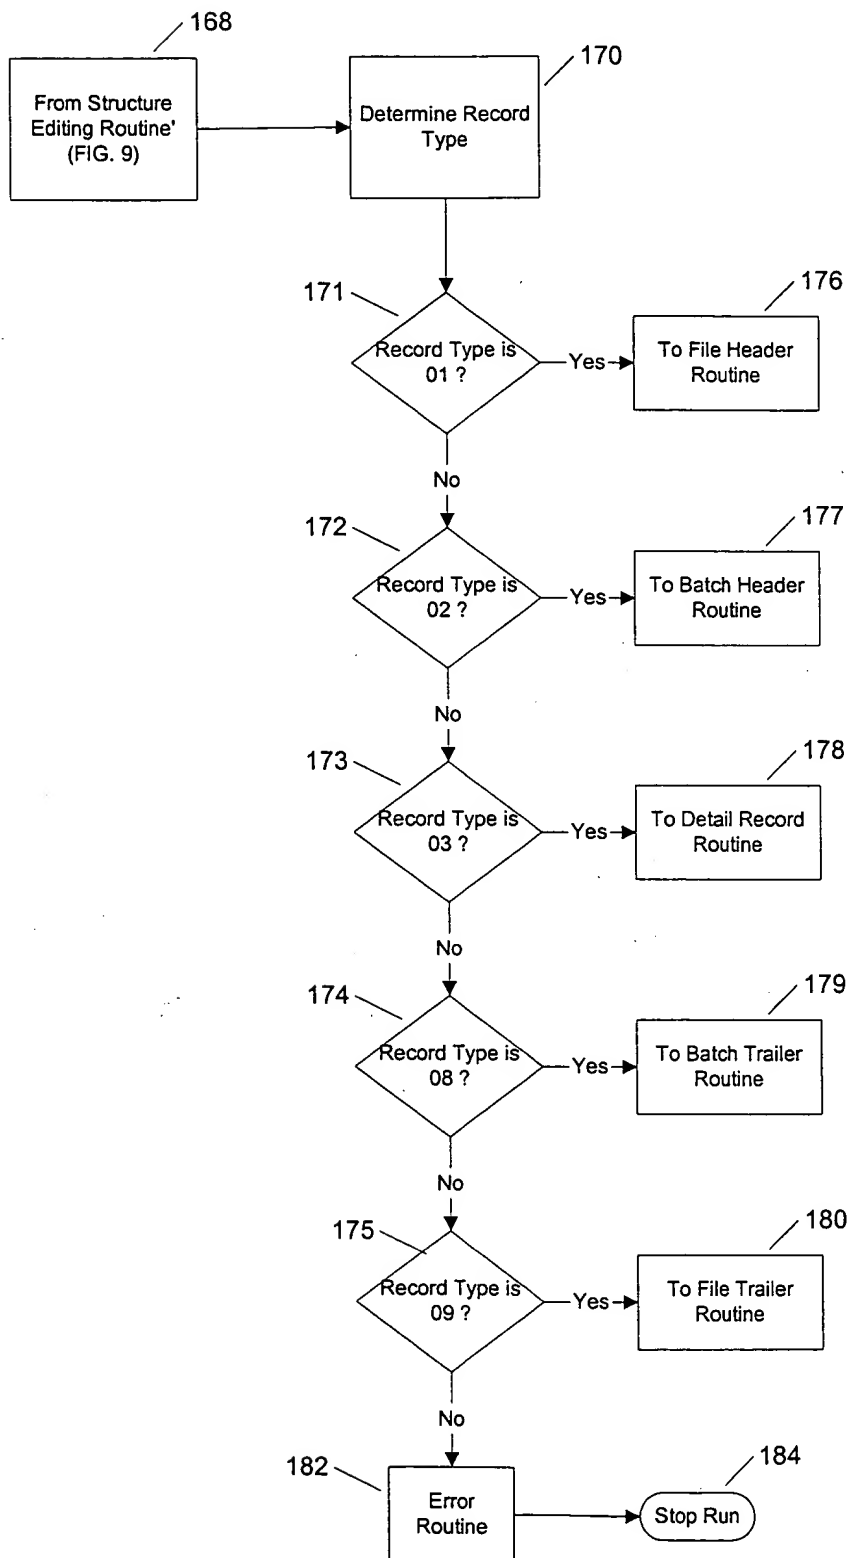 168
From Structure
Editing Routine'
(FIG. 9)
170
Determine Record
Type
171
Record Type is
01 ?
Yes
176
To File Header
Routine
No
172
Record Type is
02 ?
Yes
177
To Batch Header
Routine
No
173
Record Type is
03 ?
Yes
178
To Detail Record
Routine
No
174
Record Type is
08 ?
Yes
179
To Batch Trailer
Routine
No
175
Record Type is
09 ?
Yes
180
To File Trailer
Routine
No
182
Error
Routine
184
Stop Run